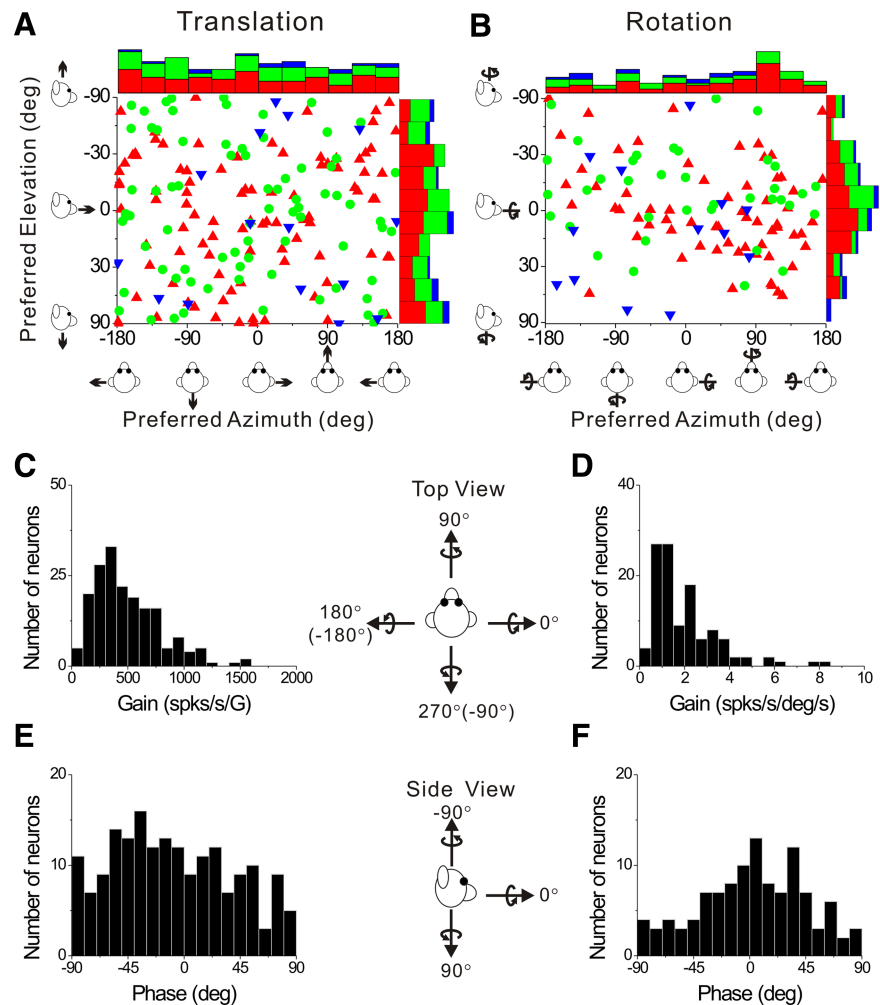 A
Translation
Preferred Elevation (deg)
-90
-30
0
30
90
-180
-90
0
90
180
Preferred Azimuth (deg)
B
Rotation
-90
-30
0
30
90
-180
-90
0
90
180
Preferred Azimuth (deg)
C
Number of neurons
50
25
0
0
500
1000
1500
2000
Gain (spks/s/G)
Top View
90°
180°
(-180°)
0°
270°(-90°)
D
Number of neurons
40
20
0
0
2
4
6
8
10
Gain (spks/s/deg/s)
E
Number of neurons
20
10
0
-90
-45
0
45
90
Phase (deg)
Side View
-90°
0°
90°
F
Number of neurons
20
10
0
-90
-45
0
45
90
Phase (deg)